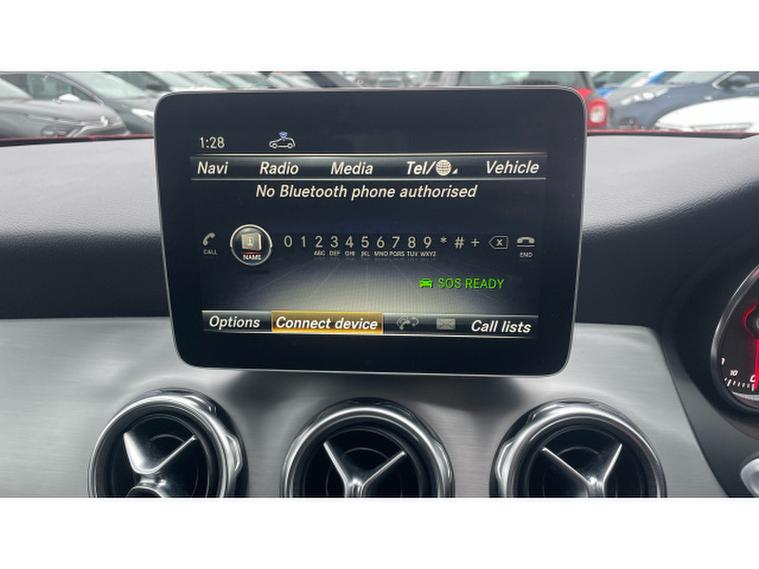 1:28
Navi Radio Media Tel/ Vehicle
No Bluetooth phone authorised
0 1 2 3 4 5 6 7 8 9 * # +
CALL NAME ABC DEF GHI JKL MNO PQRS TUV WXYZ END
SOS READY
Options Connect device Call lists
10 0